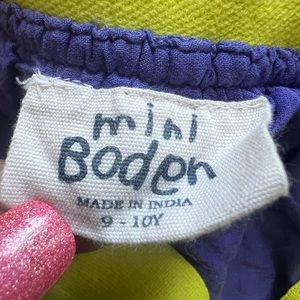 mini
Boden
MADE IN INDIA
9 - 10Y